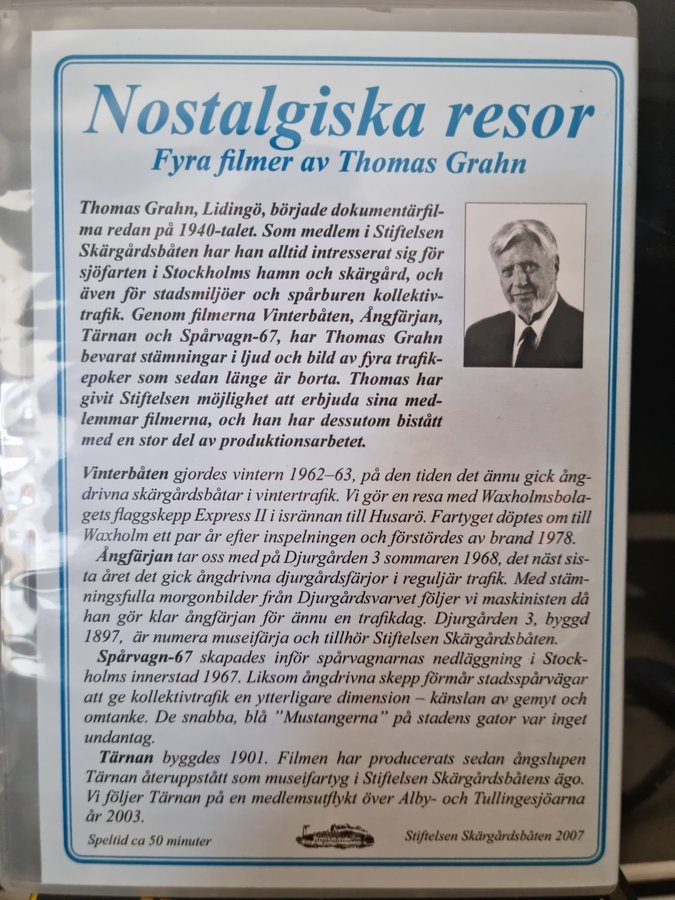 Nostalgiska resor
Fyra filmer av Thomas Grahn
Thomas Grahn, Lidingö, började dokumentärfil-
ma redan på 1940-talet. Som medlem i Stiftelsen
Skärgårdsbåten har han alltid intresserat sig för
sjöfarten i Stockholms hamn och skärgård, och
även för stadsmiljöer och spårburen kollektiv-
trafik. Genom filmerna Vinterbåten, Ångfärjan,
Tärnan och Spårvagn-67, har Thomas Grahn
bevarat stämningar i ljud och bild av fyra trafik-
epoker som sedan länge är borta. Thomas har
givit Stiftelsen möjlighet att erbjuda sina med-
lemmar filmerna, och han har dessutom bistått
med en stor del av produktionsarbetet.
Vinterbåten gjordes vintern 1962–63, på den tiden det ännu gick ång-
drivna skärgårdsbåtar i vintertrafik. Vi gör en resa med Waxholmsbola-
gets flaggskepp Express II i isrännan till Husarö. Fartyget döptes om till
Waxholm ett par år efter inspelningen och förstördes av brand 1978.
Ångfärjan tar oss med på Djurgården 3 sommaren 1968, det näst sis-
ta året det gick ångdrivna djurgårdsfärjor i reguljär trafik. Med stäm-
ningsfulla morgonbilder från Djurgårdsvarvet följer vi maskinisten då
han gör klar ångfärjan för ännu en trafikdag. Djurgården 3, byggd
1897, är numera museifärja och tillhör Stiftelsen Skärgårdsbåten.
Spårvagn-67 skapades inför spårvagnarnas nedläggning i Stock-
holms innerstad 1967. Liksom ångdrivna skepp förmår stadsspårvägar
att ge kollektivtrafik en ytterligare dimension – känslan av gemyt och
omtanke. De snabba, blå "Mustangerna" på stadens gator var inget
undantag.
Tärnan byggdes 1901. Filmen har producerats sedan ångslupen
Tärnan återuppstått som museifartyg i Stiftelsen Skärgårdsbåtens ägo.
Vi följer Tärnan på en medlemsutflykt över Alby- och Tullingesjöarna
år 2003.
Speltid ca 50 minuter
Stiftelsen Skärgårdsbåten 2007